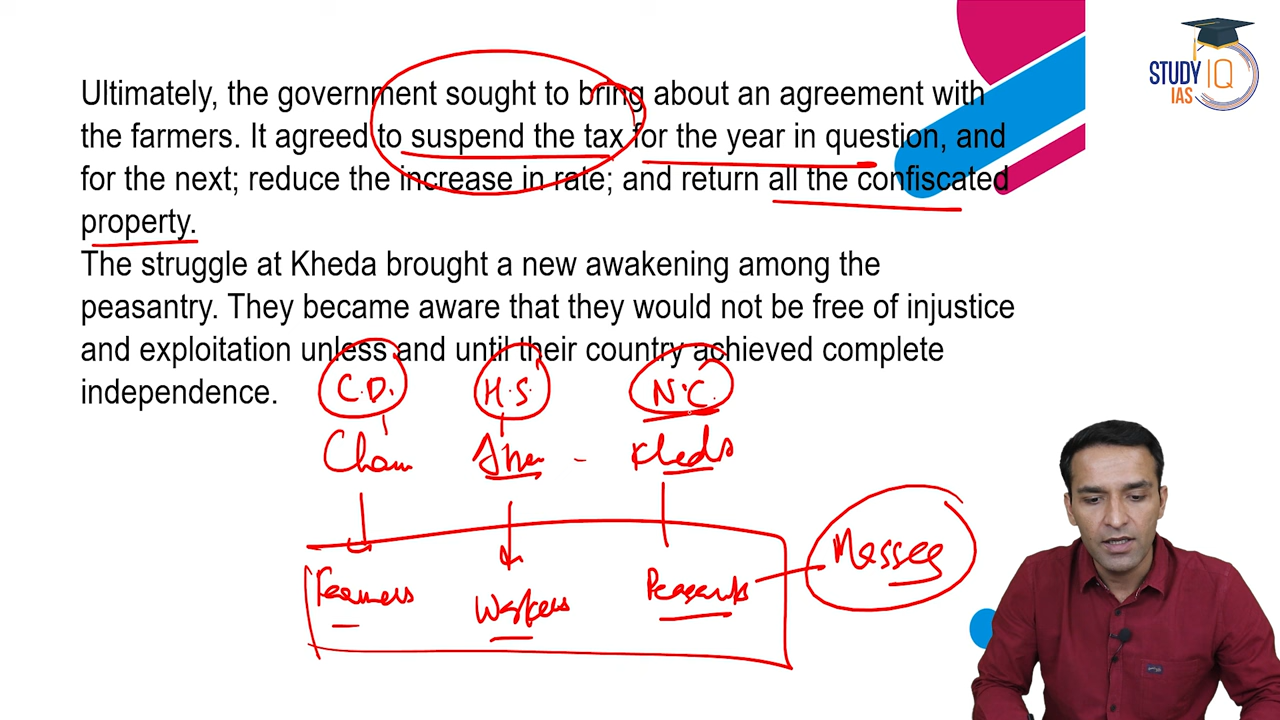 STUDY IQ
IAS
Ultimately, the government sought to bring about an agreement with
the farmers. It agreed to suspend the tax for the year in question, and
for the next; reduce the increase in rate; and return all the confiscated
property.
The struggle at Kheda brought a new awakening among the
peasantry. They became aware that they would not be free of injustice
and exploitation unless and until their country achieved complete
independence.
C.D. H.S. N.C.
Cham Ahm - Kheda
Masses
Farmers Workers Peasants